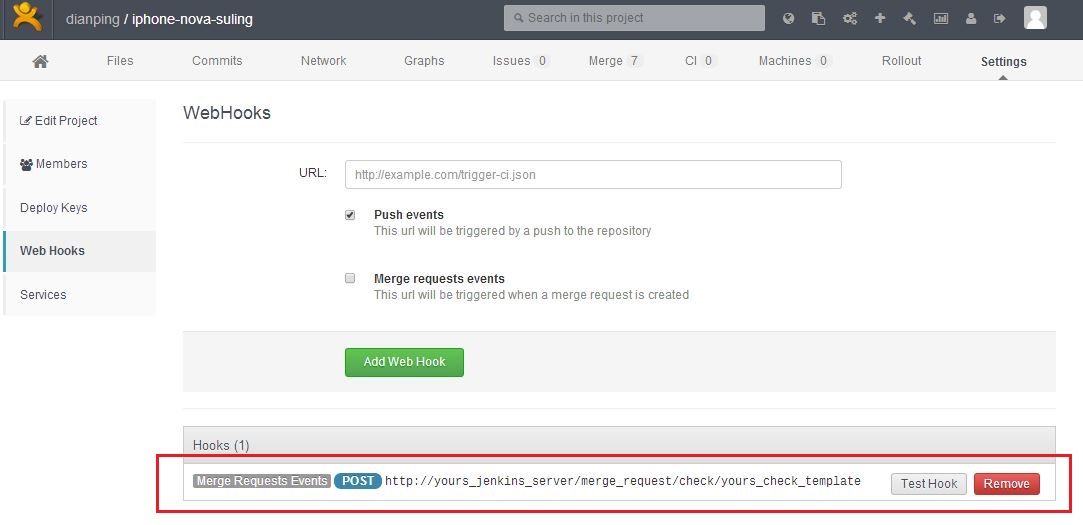 dianping / iphone-nova-suling
Search in this project
Files Commits Network Graphs Issues 0 Merge 7 CI 0 Machines 0 Rollout Settings
Edit Project
Members
Deploy Keys
Web Hooks
Services
WebHooks
URL: http://example.com/trigger-ci.json
Push events
This url will be triggered by a push to the repository
Merge requests events
This url will be triggered when a merge request is created
Add Web Hook
Hooks (1)
Merge Requests Events POST http://yours_jenkins_server/merge_request/check/yours_check_template Test Hook Remove